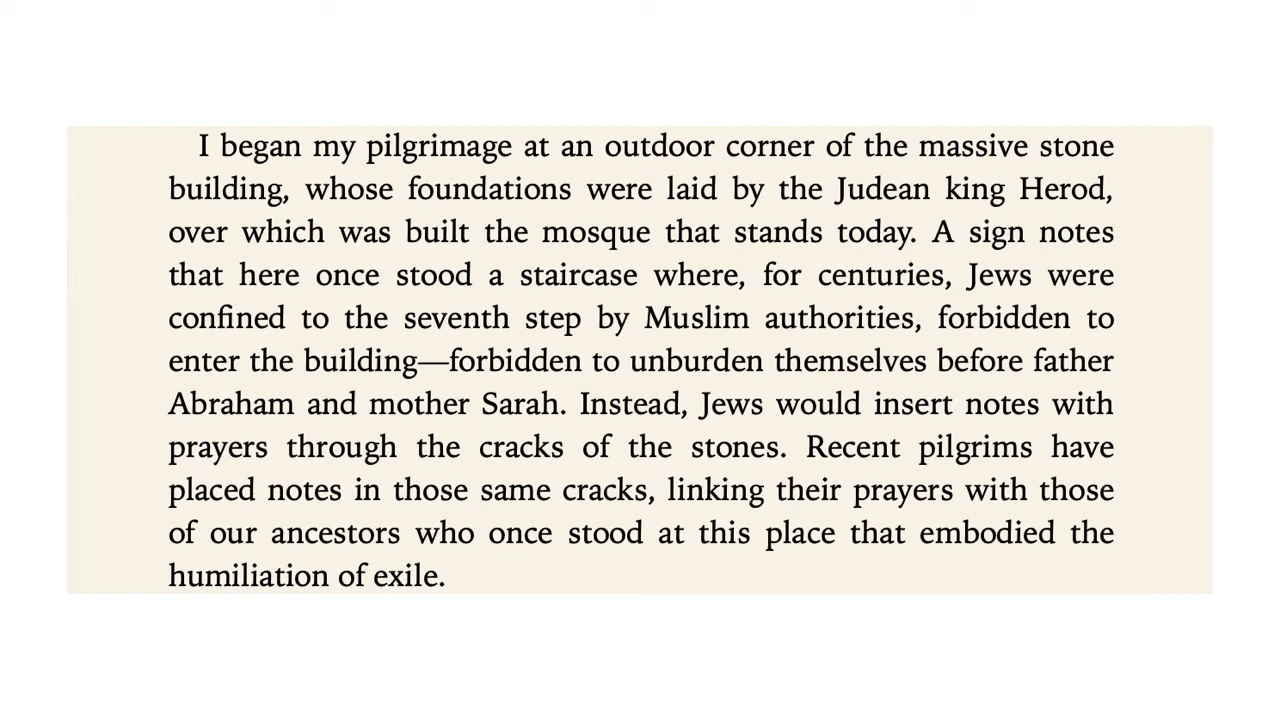 I began my pilgrimage at an outdoor corner of the massive stone
building, whose foundations were laid by the Judean king Herod,
over which was built the mosque that stands today. A sign notes
that here once stood a staircase where, for centuries, Jews were
confined to the seventh step by Muslim authorities, forbidden to
enter the building—forbidden to unburden themselves before father
Abraham and mother Sarah. Instead, Jews would insert notes with
prayers through the cracks of the stones. Recent pilgrims have
placed notes in those same cracks, linking their prayers with those
of our ancestors who once stood at this place that embodied the
humiliation of exile.